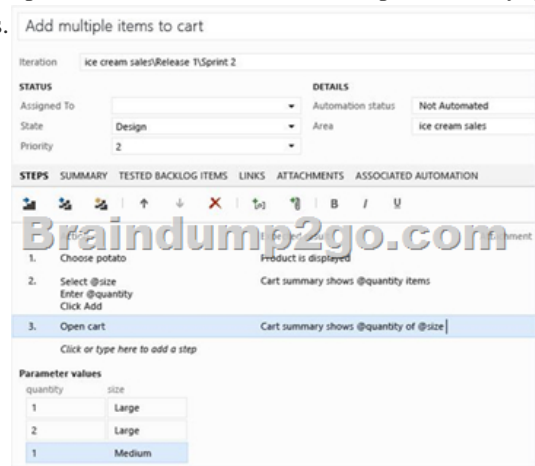 s.
Add multiple items to cart
Iteration ice cream sales\Release 1\Sprint 2
STATUS DETAILS
Assigned To Automation status Not Automated
State Design Area ice cream sales
Priority 2
STEPS SUMMARY TESTED BACKLOG ITEMS LINKS ATTACHMENTS ASSOCIATED AUTOMATION
B I U
Braindump2go.com
1. Choose potato Product is displayed
2. Select @size Cart summary shows @quantity items
Enter @quantity
Click Add
3. Open cart Cart summary shows @quantity of @size
Click or type here to add a step
Parameter values
quantity size
1 Large
2 Large
1 Medium